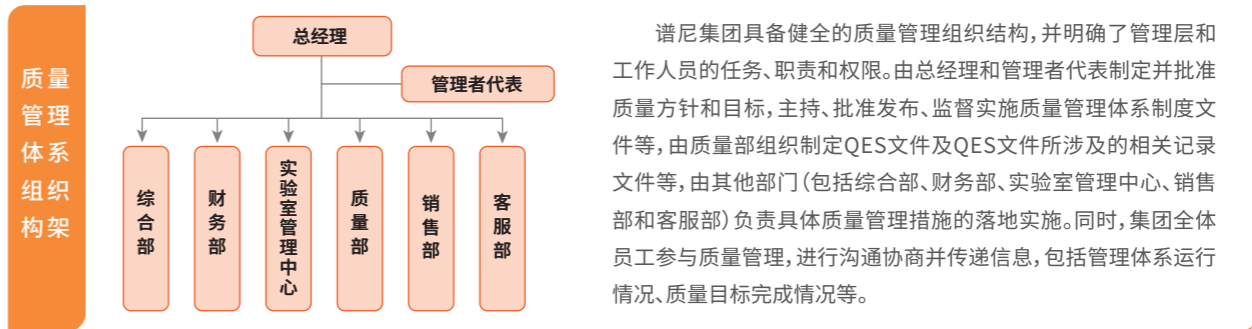 质量
管理
体系
组织
构架
总经理
管理者代表
综合部
财务部
实验室管理中心
质量部
销售部
客服部
谱尼集团具备健全的质量管理组织结构，并明确了管理层和
工作人员的任务、职责和权限。由总经理和管理者代表制定并批准
质量方针和目标，主持、批准发布、监督实施质量管理体系制度文
件等，由质量部组织制定QES文件及QES文件所涉及的相关记录
文件等，由其他部门（包括综合部、财务部、实验室管理中心、销售
部和客服部）负责具体质量管理措施的落地实施。同时，集团全体
员工参与质量管理，进行沟通协商并传递信息，包括管理体系运行
情况、质量目标完成情况等。